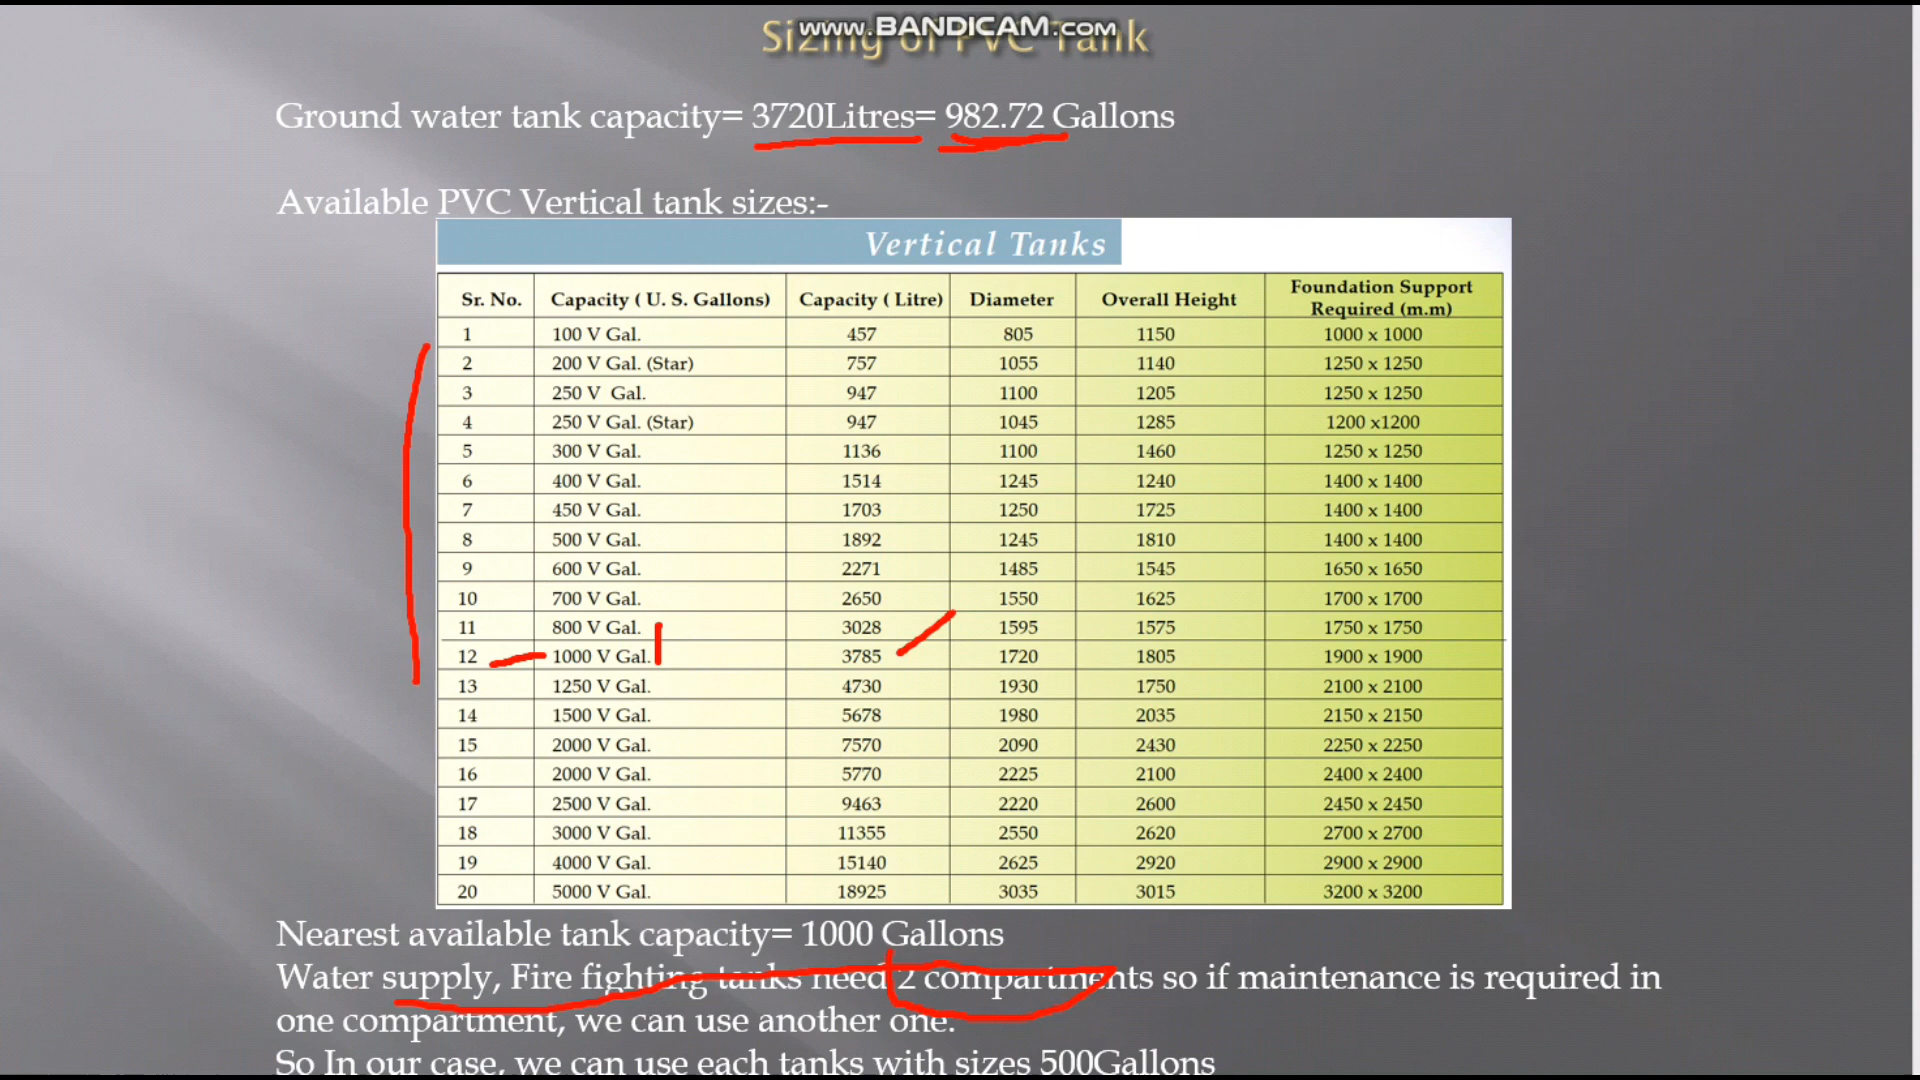 www.BANDICAM.com
Sizing of PVC Tank
Ground water tank capacity= 3720Litres= 982.72 Gallons
Available PVC Vertical tank sizes:-
Vertical Tanks
Sr. No. Capacity ( U. S. Gallons) Capacity ( Litre) Diameter Overall Height Foundation Support Required (m.m)
1 100 V Gal. 457 805 1150 1000 x 1000
2 200 V Gal. (Star) 757 1055 1140 1250 x 1250
3 250 V Gal. 947 1100 1205 1250 x 1250
4 250 V Gal. (Star) 947 1045 1285 1200 x1200
5 300 V Gal. 1136 1100 1460 1250 x 1250
6 400 V Gal. 1514 1245 1240 1400 x 1400
7 450 V Gal. 1703 1250 1725 1400 x 1400
8 500 V Gal. 1892 1245 1810 1400 x 1400
9 600 V Gal. 2271 1485 1545 1650 x 1650
10 700 V Gal. 2650 1550 1625 1700 x 1700
11 800 V Gal. 3028 1595 1575 1750 x 1750
12 1000 V Gal. 3785 1720 1805 1900 x 1900
13 1250 V Gal. 4730 1930 1750 2100 x 2100
14 1500 V Gal. 5678 1980 2035 2150 x 2150
15 2000 V Gal. 7570 2090 2430 2250 x 2250
16 2000 V Gal. 5770 2225 2100 2400 x 2400
17 2500 V Gal. 9463 2220 2600 2450 x 2450
18 3000 V Gal. 11355 2550 2620 2700 x 2700
19 4000 V Gal. 15140 2625 2920 2900 x 2900
20 5000 V Gal. 18925 3035 3015 3200 x 3200
Nearest available tank capacity= 1000 Gallons
Water supply, Fire fighting tanks need 2 compartments so if maintenance is required in
one compartment, we can use another one.
So In our case, we can use each tanks with sizes 500Gallons